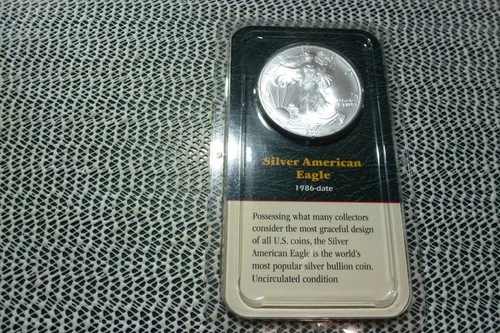 Silver American
Eagle
1986-date
Possessing what many collectors
consider the most graceful design
of all U.S. coins, the Silver
American Eagle is the world's
most popular silver bullion coin.
Uncirculated condition